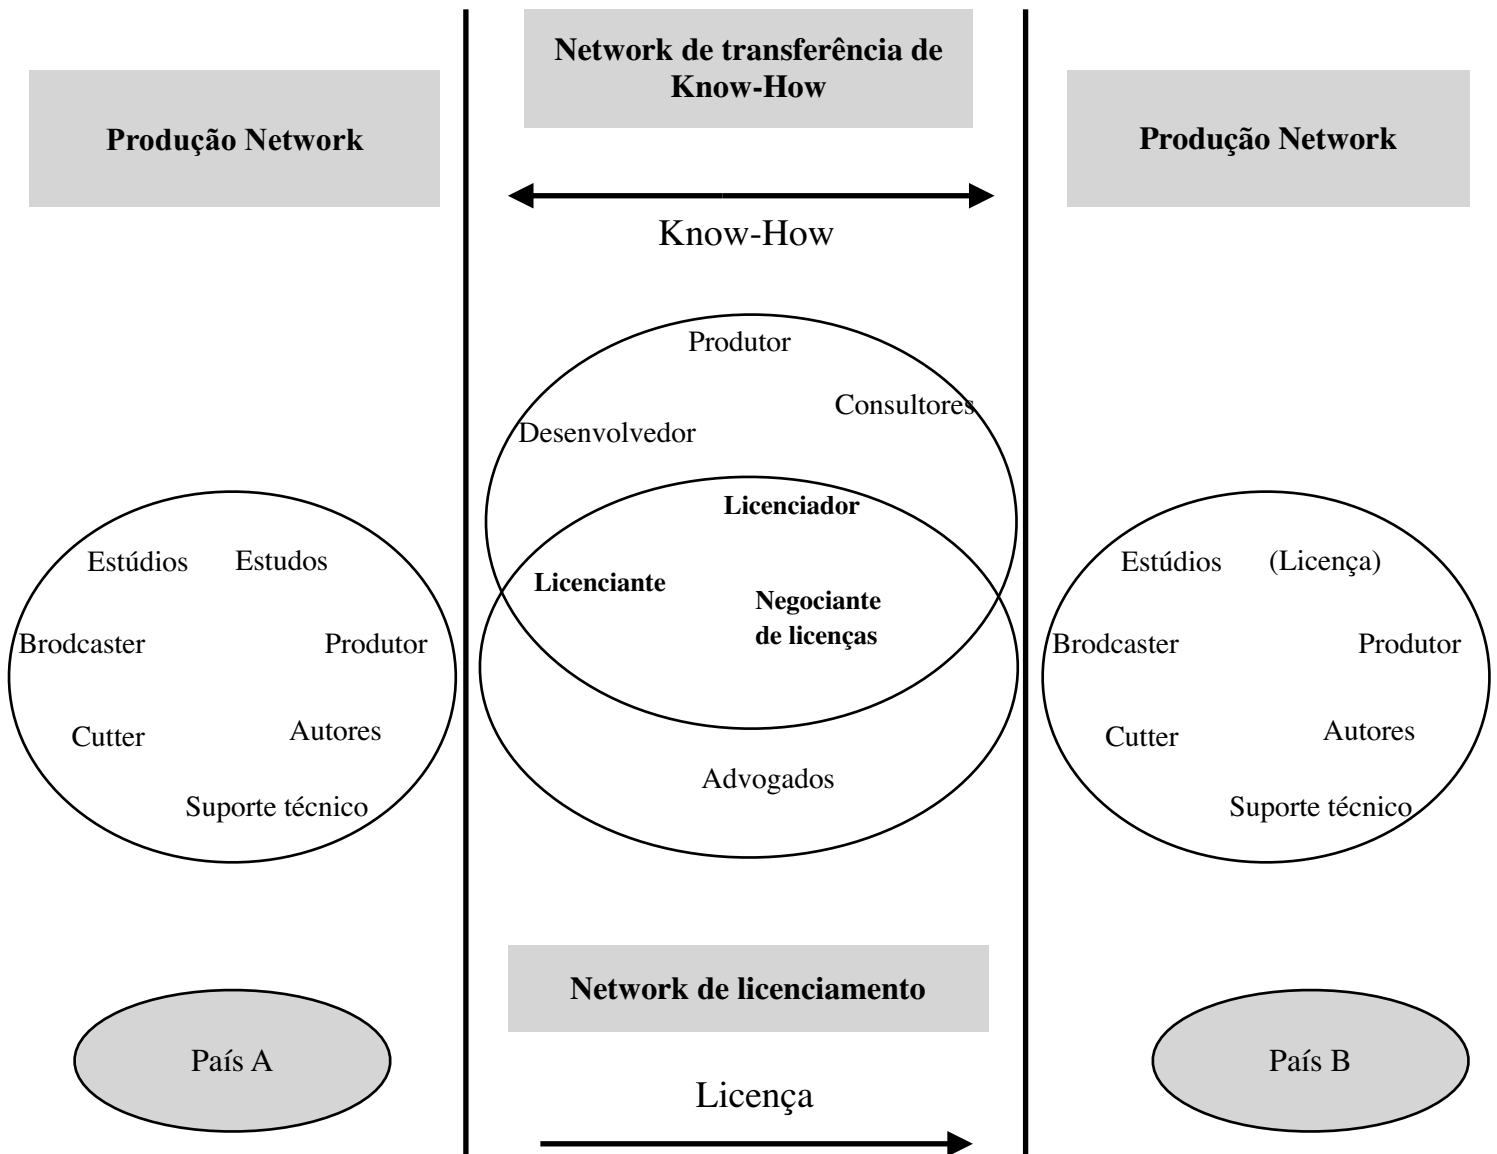 Network de transferência de
Know-How
Produção Network
Produção Network
Know-How
Produtor
Consultores
Desenvolvedor
Licenciador
Licenciante
Negociante
de licenças
Advogados
Estúdios
Estudos
Brodcaster
Produtor
Cutter
Autores
Suporte técnico
Estúdios
(Licença)
Brodcaster
Produtor
Cutter
Autores
Suporte técnico
Network de licenciamento
País A
País B
Licença